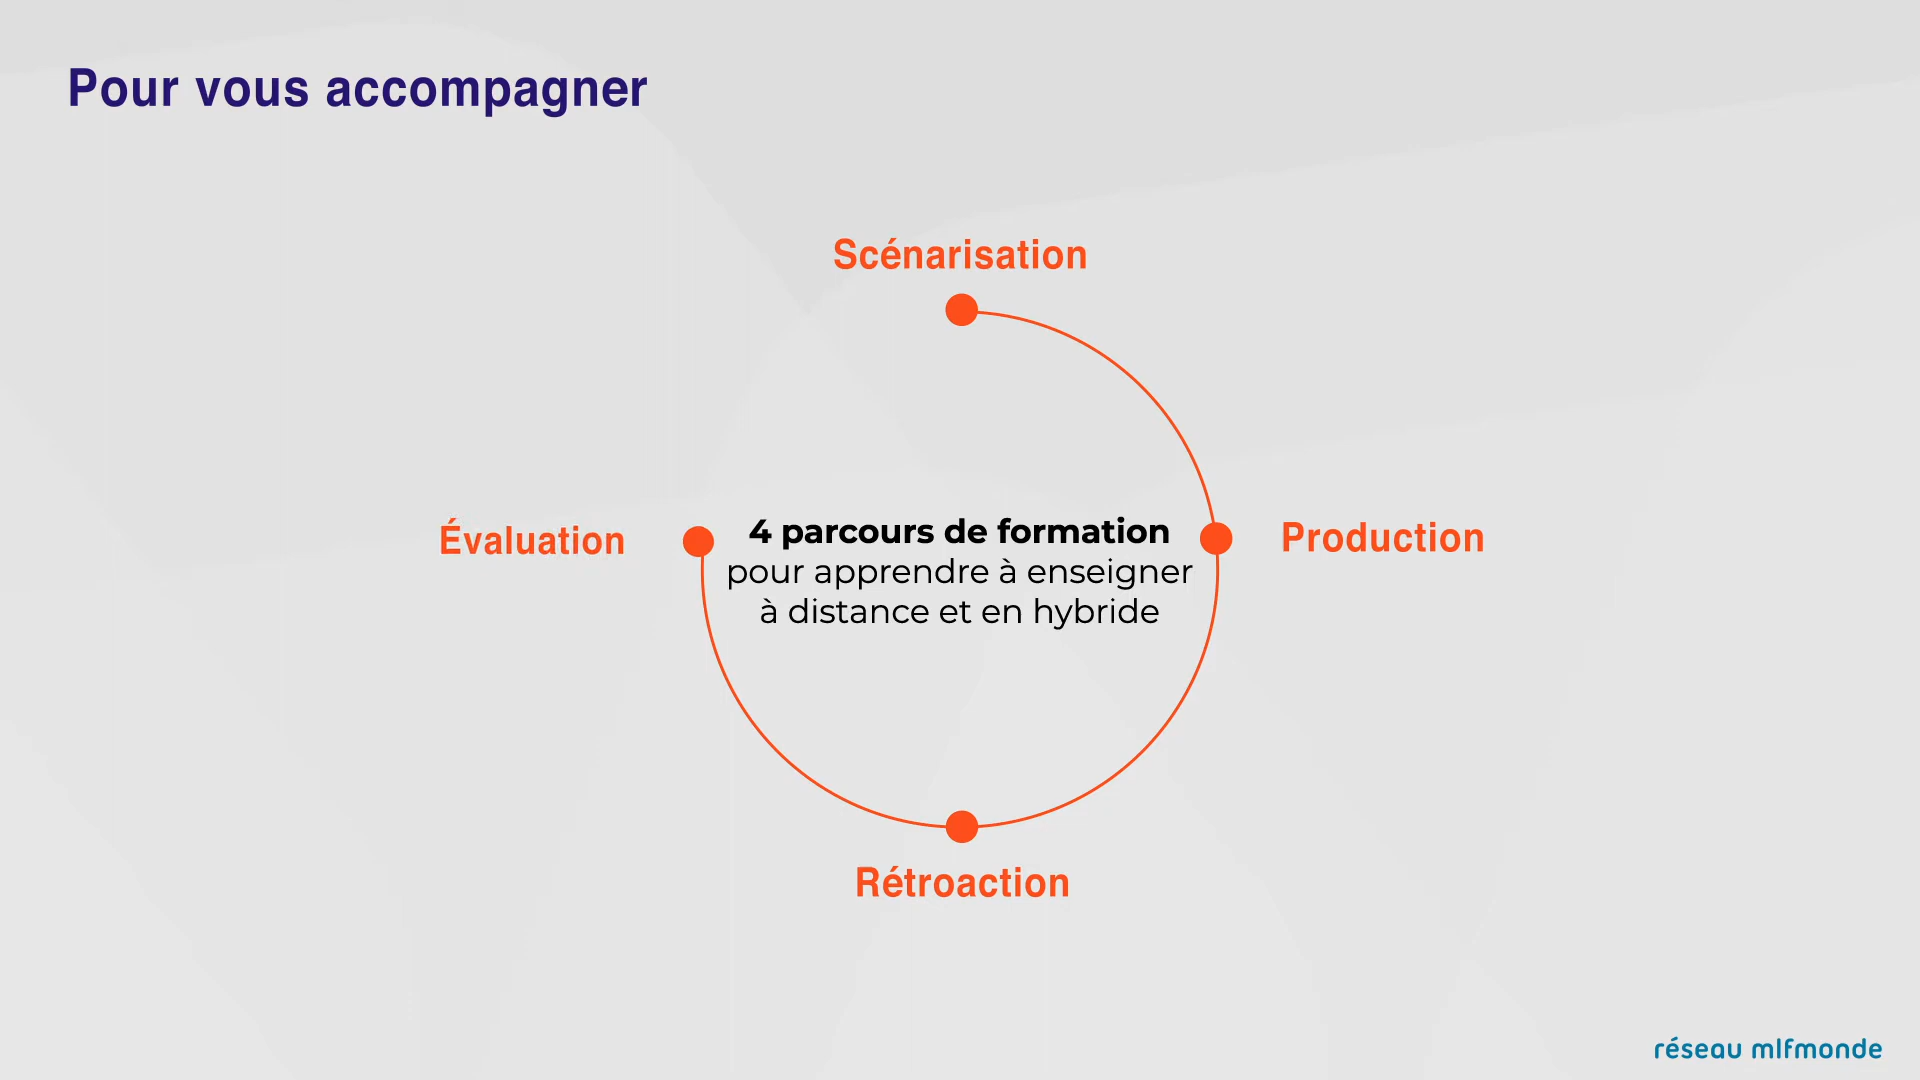 Pour vous accompagner
Scénarisation
Évaluation
4 parcours de formation
pour apprendre à enseigner
à distance et en hybride
Production
Rétroaction
réseau mlfmonde